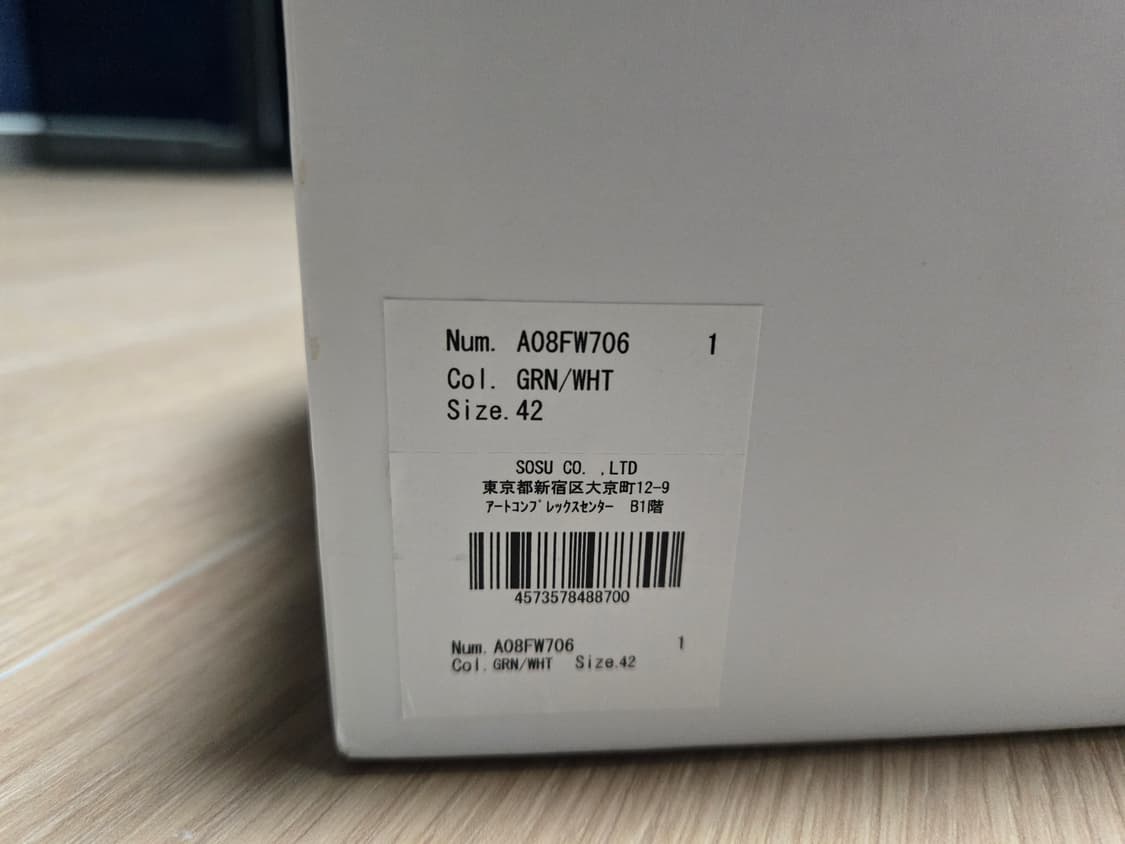 Num. A08FW706 1
Col. GRN/WHT
Size.42
SOSU CO. ,LTD
東京都新宿区大京町12-9
ｱｰﾄｺﾝﾌﾟﾚｯｸｽｾﾝﾀｰ B1階
4573578488700
Num. A08FW706 1
Col. GRN/WHT Size.42